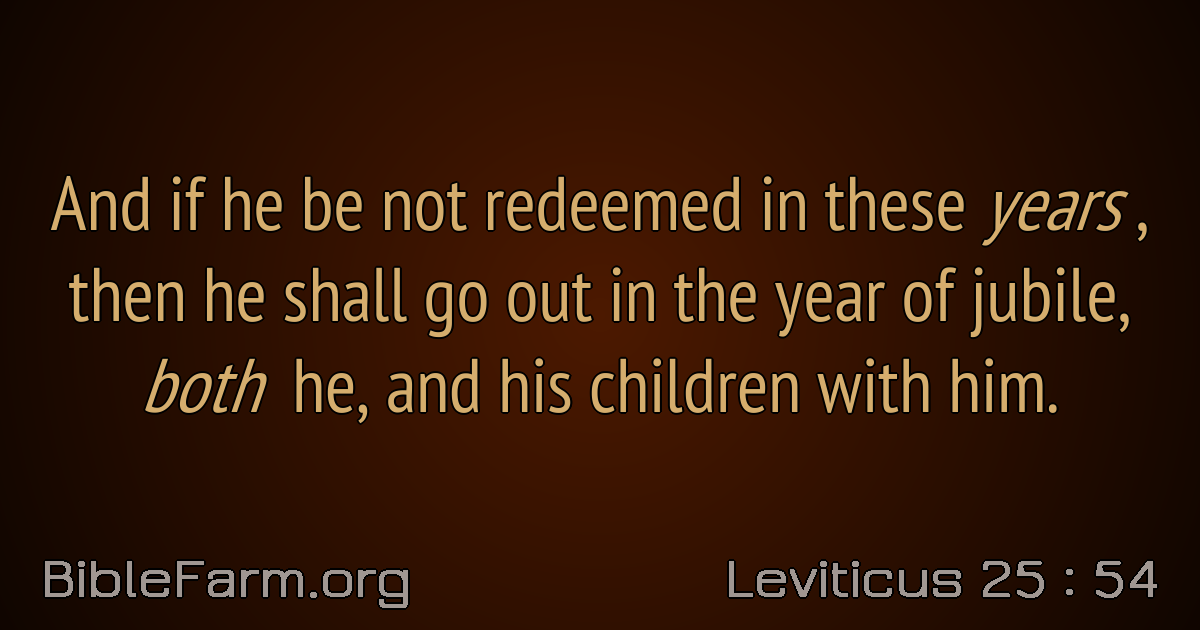 And if he be not redeemed in these years ,
then he shall go out in the year of jubile,
both he, and his children with him.
BibleFarm.org
Leviticus 25 : 54